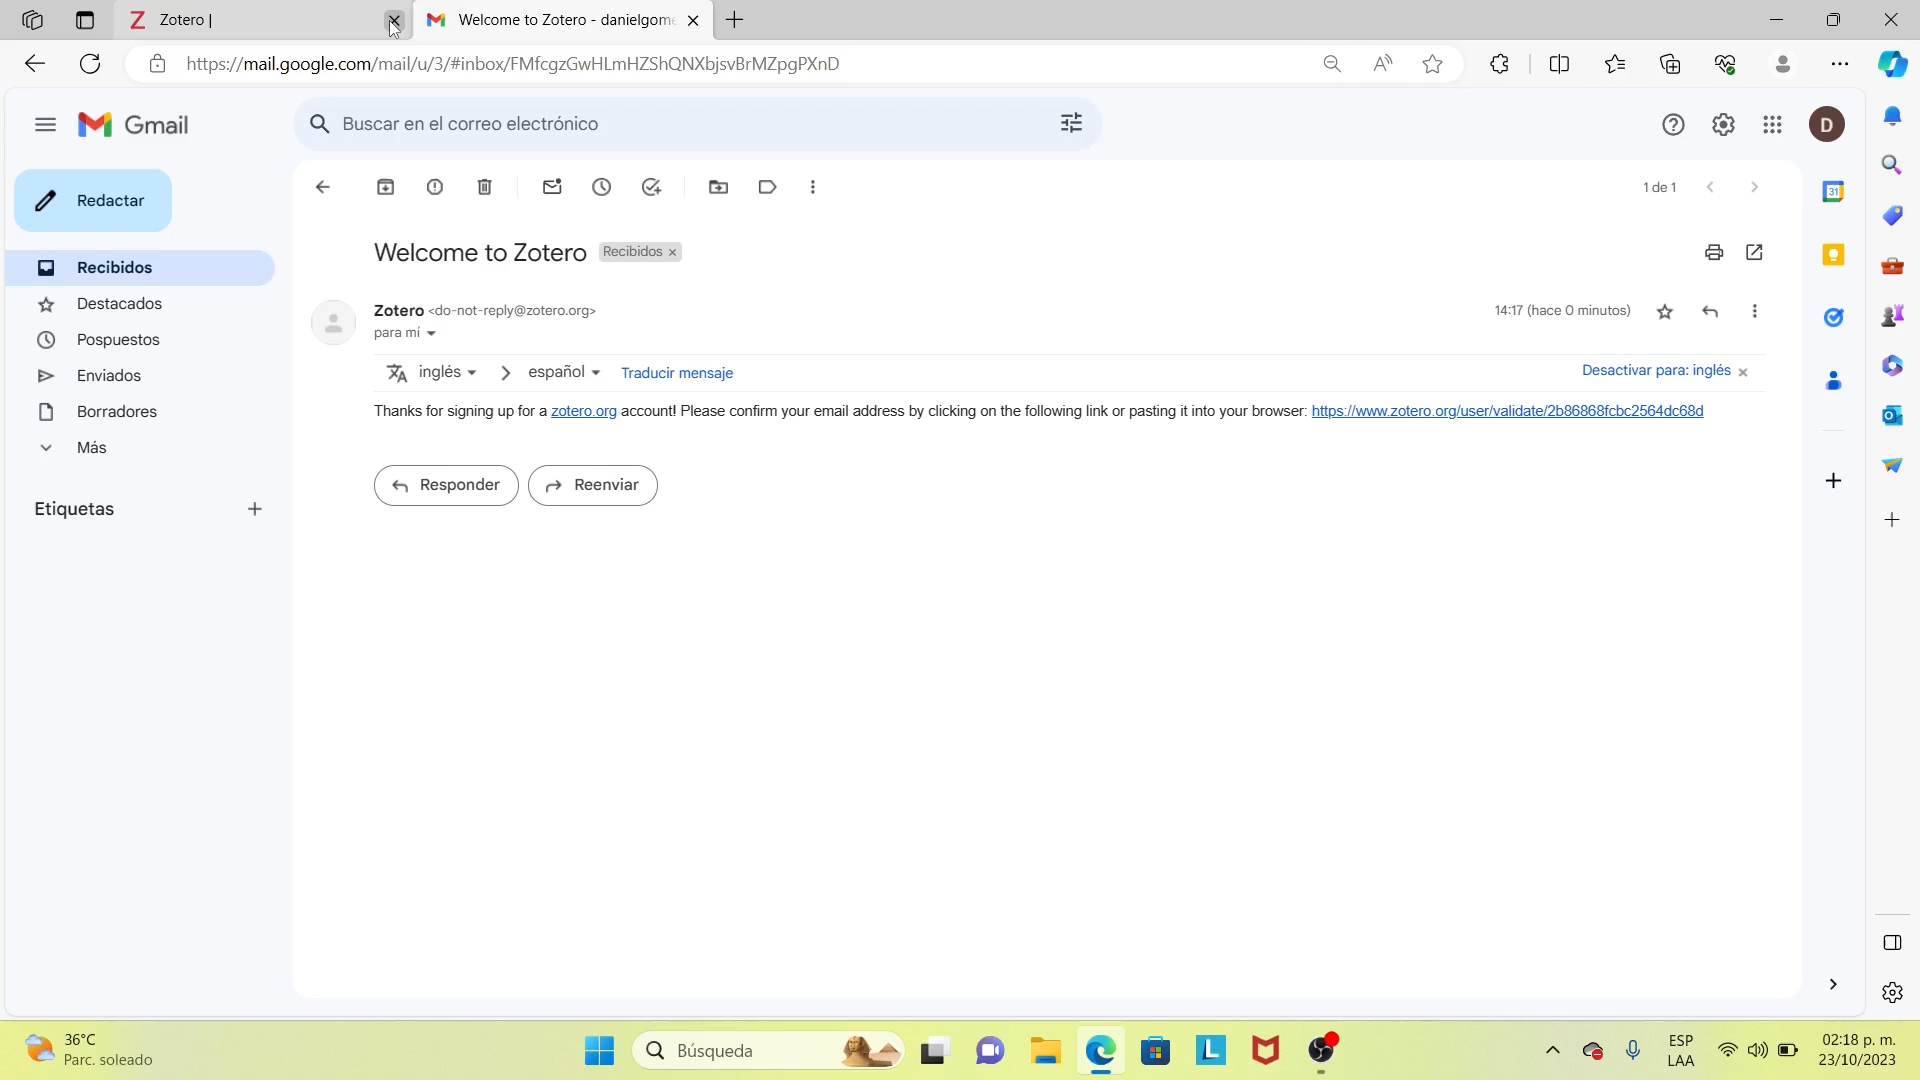 Zotero |
Welcome to Zotero - danielgome
https://mail.google.com/mail/u/3/#inbox/FMfcgzGwHLmHZShQNXbjsvBrMZpgPXnD
Gmail
Buscar en el correo electrónico
D
Redactar
1 de 1
Recibidos
Destacados
Pospuestos
Enviados
Borradores
Más
Etiquetas
Welcome to Zotero Recibidos
Zotero <do-not-reply@zotero.org>
14:17 (hace 0 minutos)
para mí
inglés > español Traducir mensaje
Desactivar para: inglés
Thanks for signing up for a zotero.org account! Please confirm your email address by clicking on the following link or pasting it into your browser: https://www.zotero.org/user/validate/2b86868fcbc2564dc68d
Responder
Reenviar
31
36°C
Parc. soleado
Búsqueda
ESP
LAA
02:18 p. m.
23/10/2023